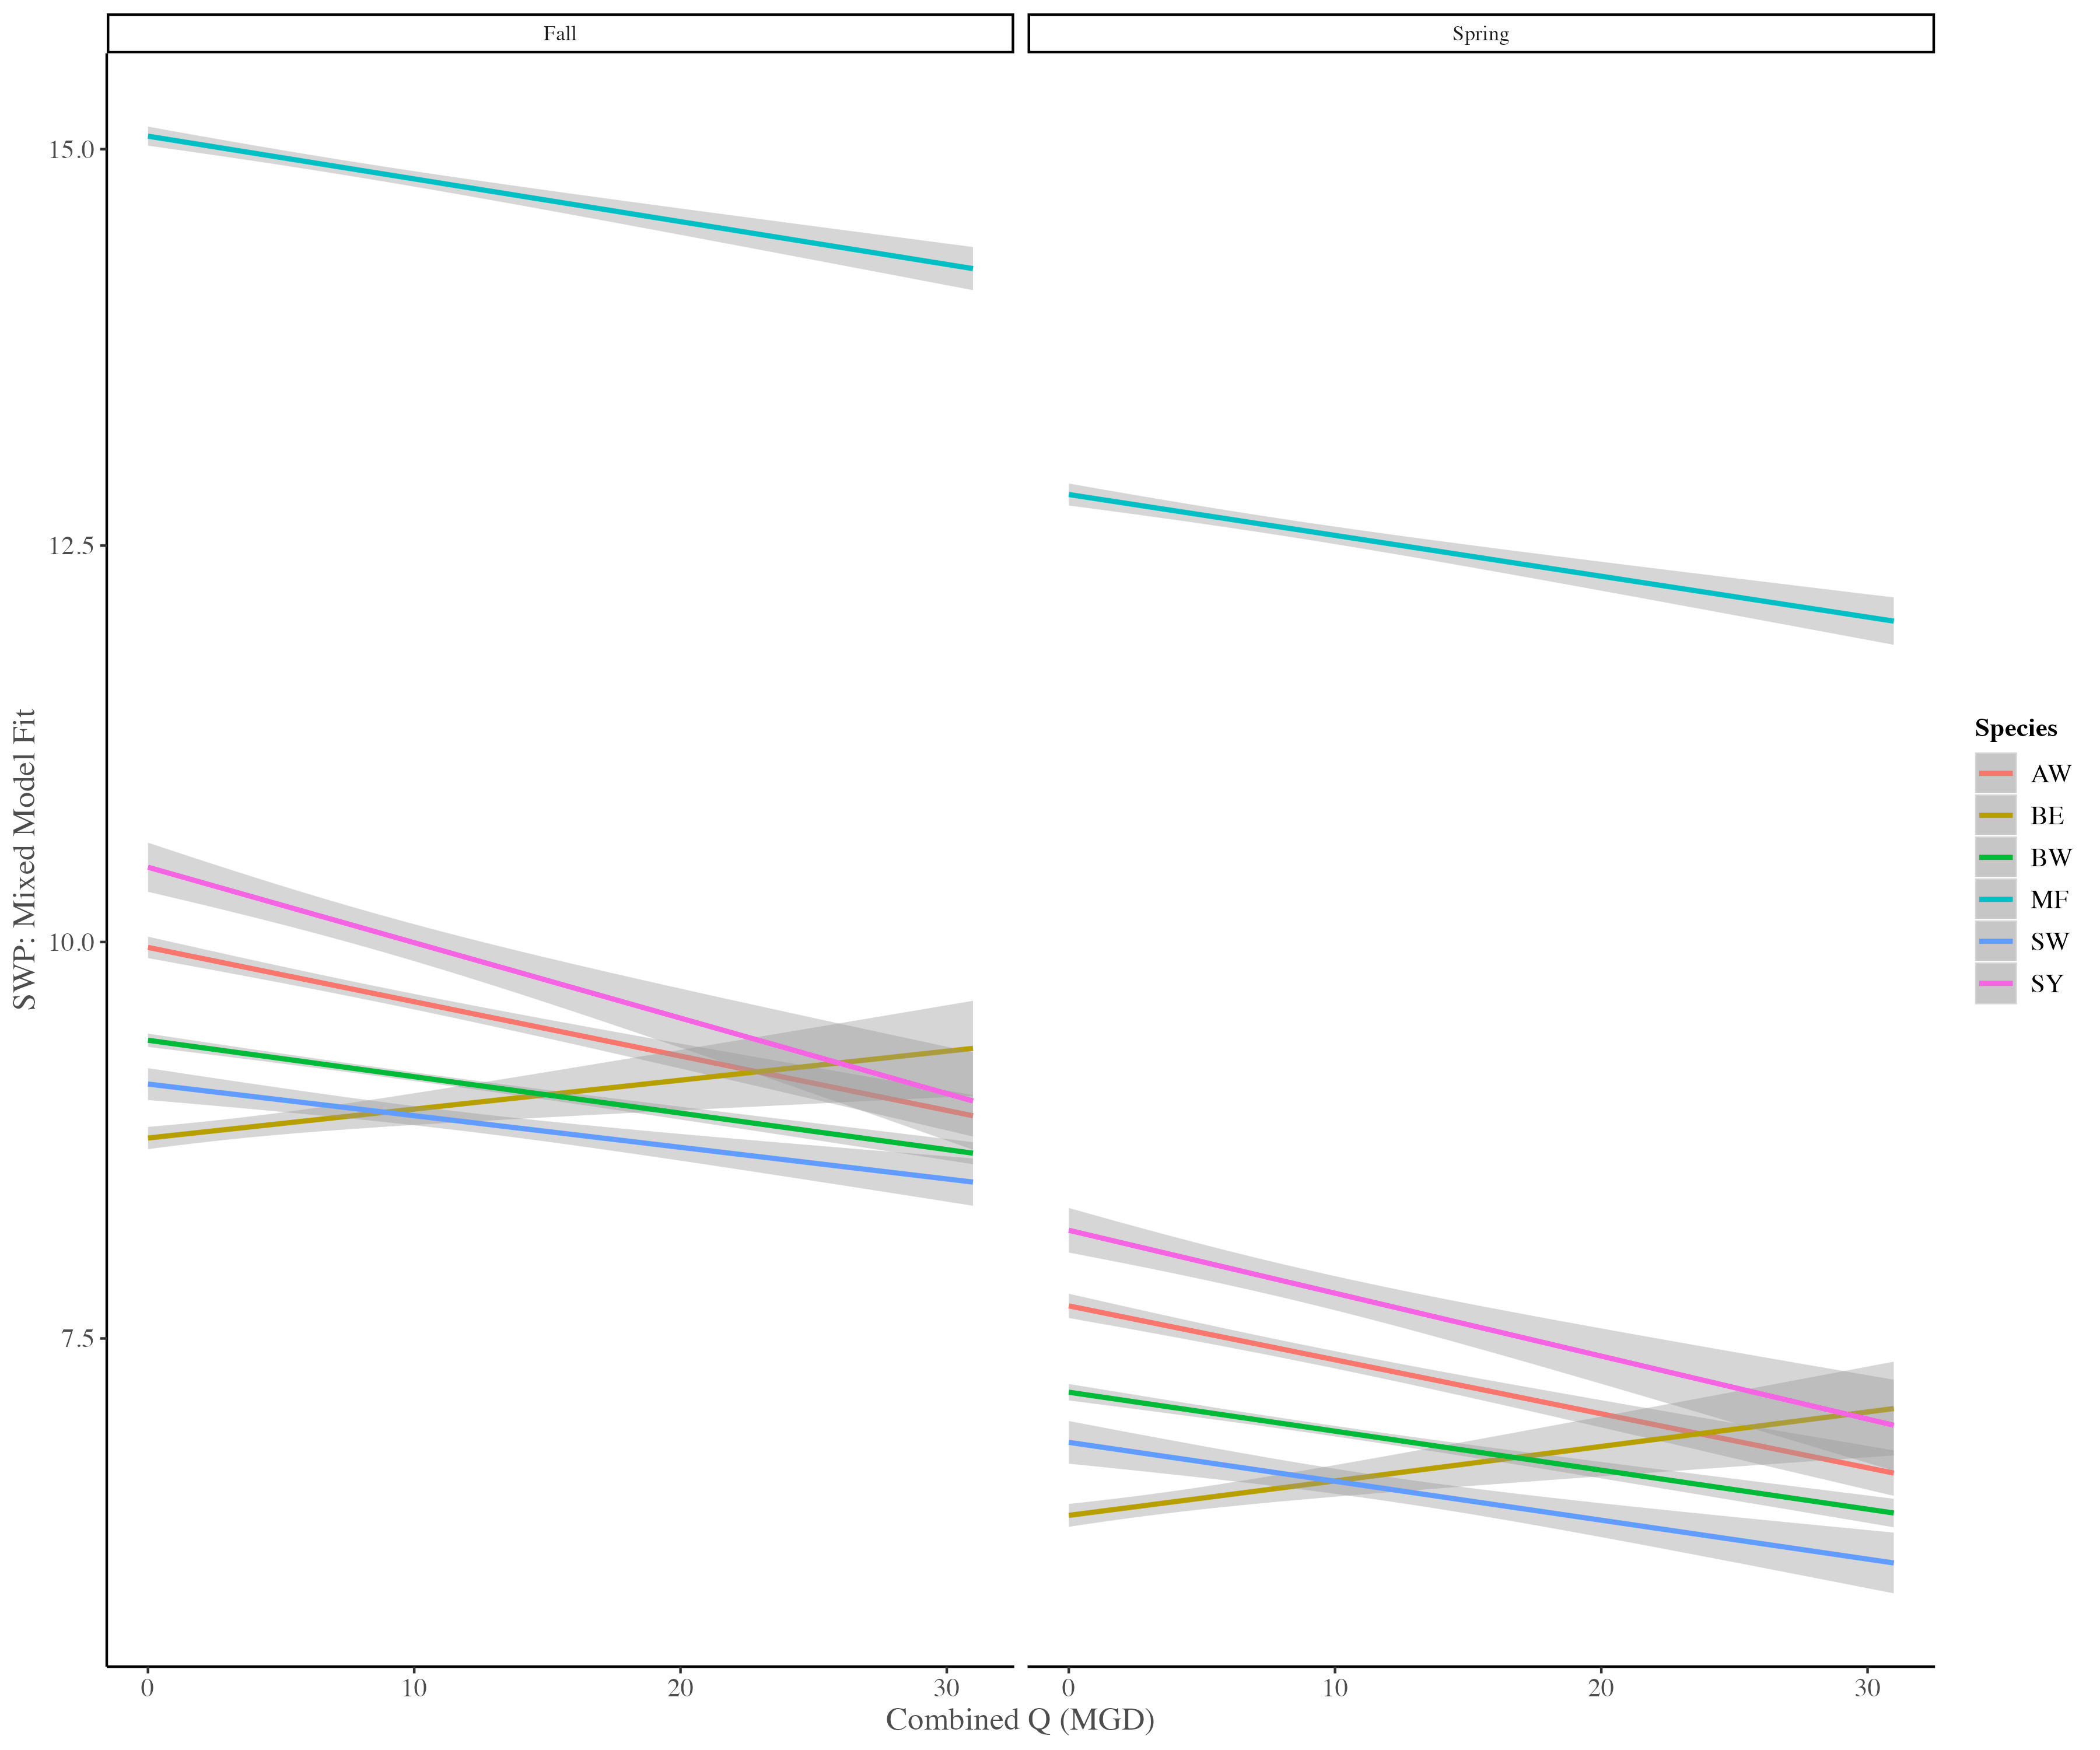 Fall
Spring
SWP: Mixed Model Fit
15.0
12.5
10.0
7.5
0
10
20
30
0
10
20
30
Combined Q (MGD)
Species
AW
BE
BW
MF
SW
SY